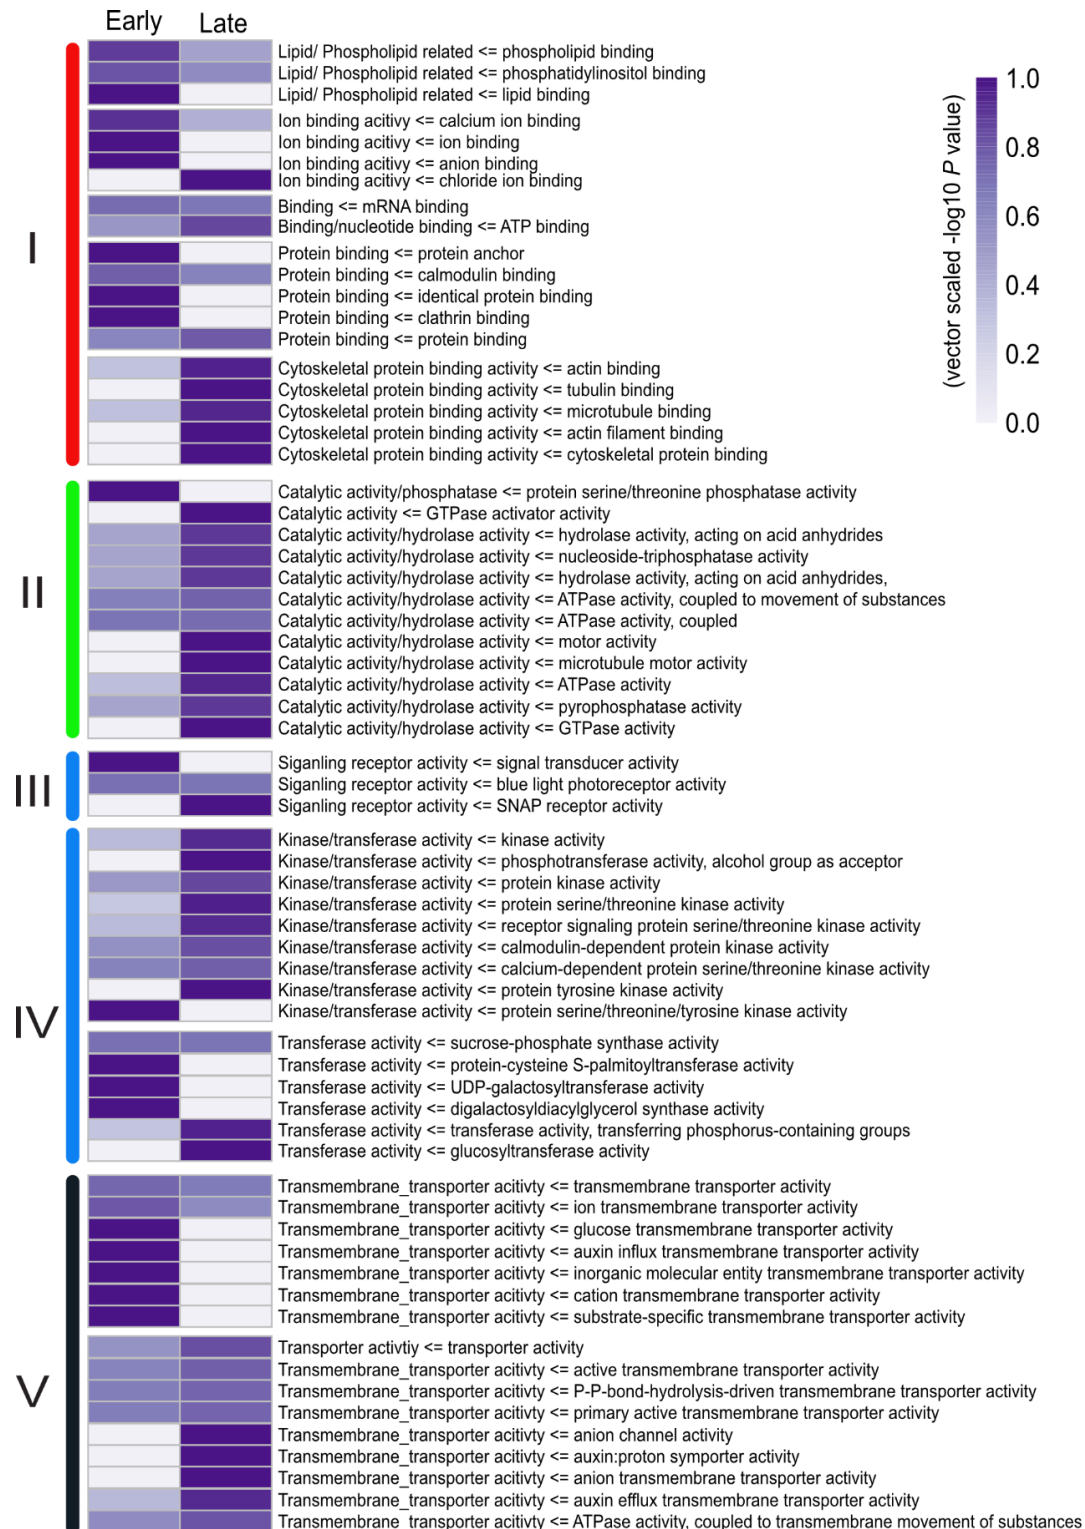 Early Late
I
Lipid/ Phospholipid related <= phospholipid binding
Lipid/ Phospholipid related <= phosphatidylinositol binding
Lipid/ Phospholipid related <= lipid binding
Ion binding acitivy <= calcium ion binding
Ion binding acitivy <= ion binding
Ion binding acitivy <= anion binding
Ion binding acitivy <= chloride ion binding
Binding <= mRNA binding
Binding/nucleotide binding <= ATP binding
Protein binding <= protein anchor
Protein binding <= calmodulin binding
Protein binding <= identical protein binding
Protein binding <= clathrin binding
Protein binding <= protein binding
Cytoskeletal protein binding activity <= actin binding
Cytoskeletal protein binding activity <= tubulin binding
Cytoskeletal protein binding activity <= microtubule binding
Cytoskeletal protein binding activity <= actin filament binding
Cytoskeletal protein binding activity <= cytoskeletal protein binding
(vector scaled -log10 P value)
1.0
0.8
0.6
0.4
0.2
0.0
II
Catalytic activity/phosphatase <= protein serine/threonine phosphatase activity
Catalytic activity <= GTPase activator activity
Catalytic activity/hydrolase activity <= hydrolase activity, acting on acid anhydrides
Catalytic activity/hydrolase activity <= nucleoside-triphosphatase activity
Catalytic activity/hydrolase activity <= hydrolase activity, acting on acid anhydrides,
Catalytic activity/hydrolase activity <= ATPase activity, coupled to movement of substances
Catalytic activity/hydrolase activity <= ATPase activity, coupled
Catalytic activity/hydrolase activity <= motor activity
Catalytic activity/hydrolase activity <= microtubule motor activity
Catalytic activity/hydrolase activity <= ATPase activity
Catalytic activity/hydrolase activity <= pyrophosphatase activity
Catalytic activity/hydrolase activity <= GTPase activity
III
Siganling receptor activity <= signal transducer activity
Siganling receptor activity <= blue light photoreceptor activity
Siganling receptor activity <= SNAP receptor activity
IV
Kinase/transferase activity <= kinase activity
Kinase/transferase activity <= phosphotransferase activity, alcohol group as acceptor
Kinase/transferase activity <= protein kinase activity
Kinase/transferase activity <= protein serine/threonine kinase activity
Kinase/transferase activity <= receptor signaling protein serine/threonine kinase activity
Kinase/transferase activity <= calmodulin-dependent protein kinase activity
Kinase/transferase activity <= calcium-dependent protein serine/threonine kinase activity
Kinase/transferase activity <= protein tyrosine kinase activity
Kinase/transferase activity <= protein serine/threonine/tyrosine kinase activity
Transferase activity <= sucrose-phosphate synthase activity
Transferase activity <= protein-cysteine S-palmitoyltransferase activity
Transferase activity <= UDP-galactosyltransferase activity
Transferase activity <= digalactosyldiacylglycerol synthase activity
Transferase activity <= transferase activity, transferring phosphorus-containing groups
Transferase activity <= glucosyltransferase activity
V
Transmembrane_transporter acitivty <= transmembrane transporter activity
Transmembrane_transporter acitivty <= ion transmembrane transporter activity
Transmembrane_transporter acitivty <= glucose transmembrane transporter activity
Transmembrane_transporter acitivty <= auxin influx transmembrane transporter activity
Transmembrane_transporter acitivty <= inorganic molecular entity transmembrane transporter activity
Transmembrane_transporter acitivty <= cation transmembrane transporter activity
Transmembrane_transporter acitivty <= substrate-specific transmembrane transporter activity
Transporter activtiy <= transporter activity
Transmembrane_transporter acitivty <= active transmembrane transporter activity
Transmembrane_transporter acitivty <= P-P-bond-hydrolysis-driven transmembrane transporter activity
Transmembrane_transporter acitivty <= primary active transmembrane transporter activity
Transmembrane_transporter acitivty <= anion channel activity
Transmembrane_transporter acitivty <= auxin:proton symporter activity
Transmembrane_transporter acitivty <= anion transmembrane transporter activity
Transmembrane_transporter acitivty <= auxin efflux transmembrane transporter activity
Transmembrane_transporter acitivty <= ATPase activity, coupled to transmembrane movement of substances